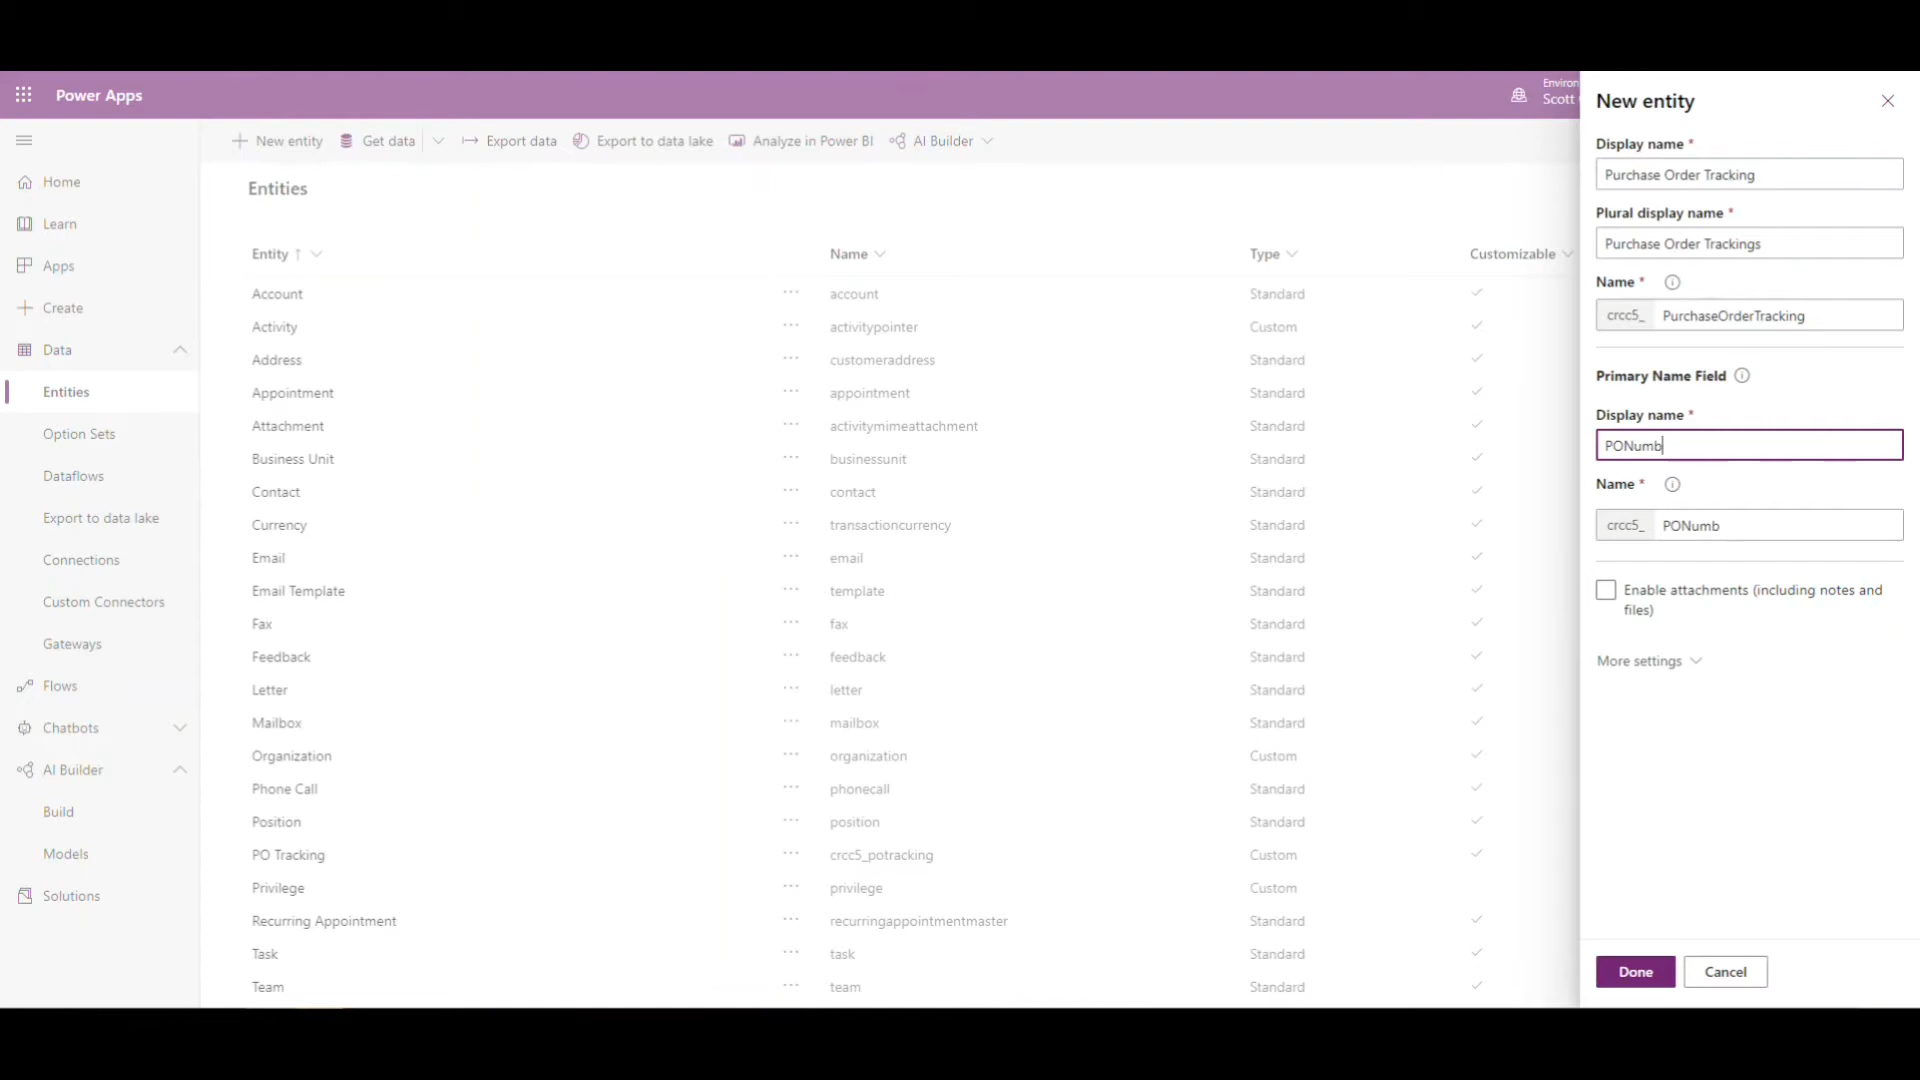 Power Apps
Environ
Scott
New entity
Get data
Export data
Export to data lake
Analyze in Power BI
AI Builder
Home
Learn
Apps
Create
Data
Entities
Option Sets
Dataflows
Export to data lake
Connections
Custom Connectors
Gateways
Flows
Chatbots
AI Builder
Build
Models
Solutions
Entities
Entity ↑ Name Type Customizable
Account ··· account Standard
Activity ··· activitypointer Custom
Address ··· customeraddress Standard
Appointment ··· appointment Standard
Attachment ··· activitymimeattachment Standard
Business Unit ··· businessunit Standard
Contact ··· contact Standard
Currency ··· transactioncurrency Standard
Email ··· email Standard
Email Template ··· template Standard
Fax ··· fax Standard
Feedback ··· feedback Standard
Letter ··· letter Standard
Mailbox ··· mailbox Standard
Organization ··· organization Custom
Phone Call ··· phonecall Standard
Position ··· position Standard
PO Tracking ··· crcc5_potracking Custom
Privilege ··· privilege Custom
Recurring Appointment ··· recurringappointmentmaster Standard
Task ··· task Standard
Team ··· team Standard
New entity
Display name *
Purchase Order Tracking
Plural display name *
Purchase Order Trackings
Name *
crcc5_ PurchaseOrderTracking
Primary Name Field
Display name *
PONumb
Name *
crcc5_ PONumb
Enable attachments (including notes and
files)
More settings
Done Cancel